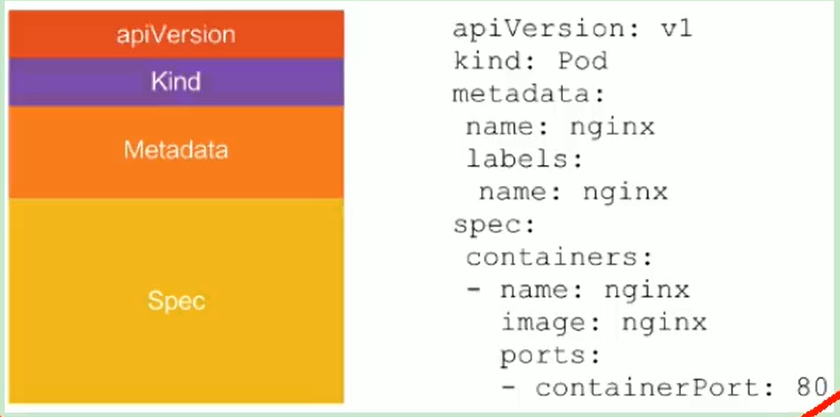 apiVersion
Kind
Metadata
Spec
apiVersion: v1
kind: Pod
metadata:
 name: nginx
 labels:
  name: nginx
spec:
 containers:
 - name: nginx
   image: nginx
   ports:
   - containerPort: 80